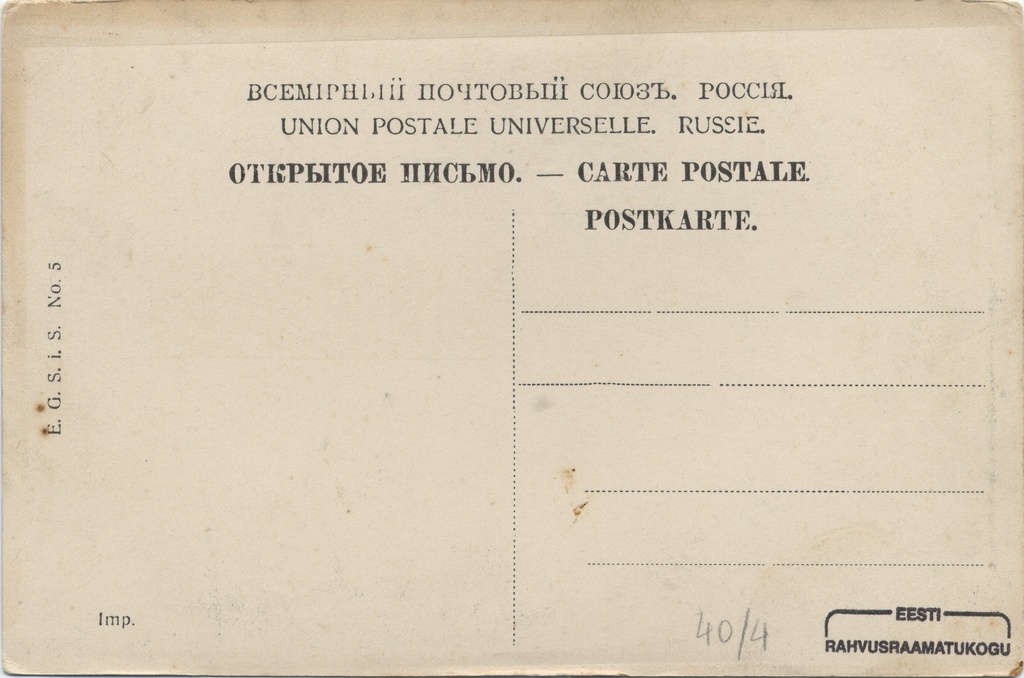 ВСЕМІРНЫЙ ПОЧТОВЫЙ СОЮЗЪ. РОССІЯ.
UNION POSTALE UNIVERSELLE. RUSSIE.
ОТКРЫТОЕ ПИСЬМО. — CARTE POSTALE.
POSTKARTE.
E. G. S. i. S. No. 5
Imp.
40/4
EESTI
RAHVUSRAAMATUKOGU